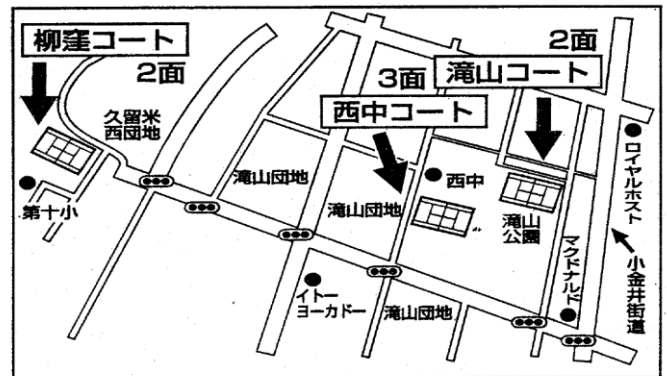 柳窪コート
2面
久留米
西団地
第十小
滝山団地
3面
西中コート
滝山団地
西中
2面
滝山コート
滝山
公園
ロイヤルホスト
小金井街道
マクドナルド
イトー
ヨーカドー
滝山団地